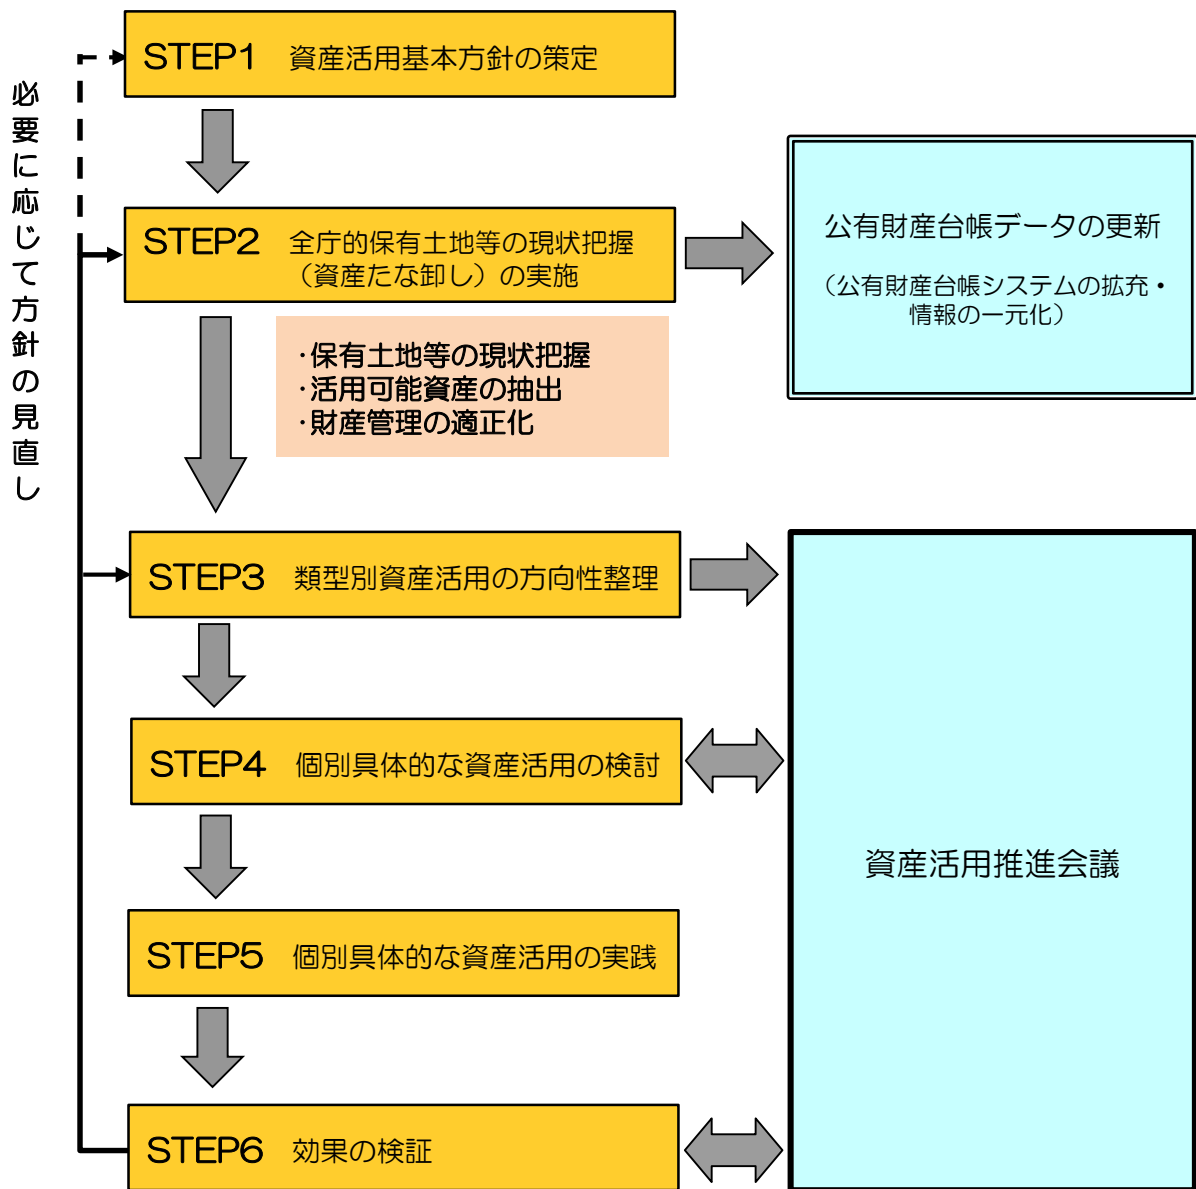 必要に応じて方針の見直し
STEP1 資産活用基本方針の策定
STEP2 全庁的保有土地等の現状把握
（資産たな卸し）の実施
公有財産台帳データの更新
（公有財産台帳システムの拡充・
情報の一元化）
・保有土地等の現状把握
・活用可能資産の抽出
・財産管理の適正化
STEP3 類型別資産活用の方向性整理
STEP4 個別具体的な資産活用の検討
資産活用推進会議
STEP5 個別具体的な資産活用の実践
STEP6 効果の検証